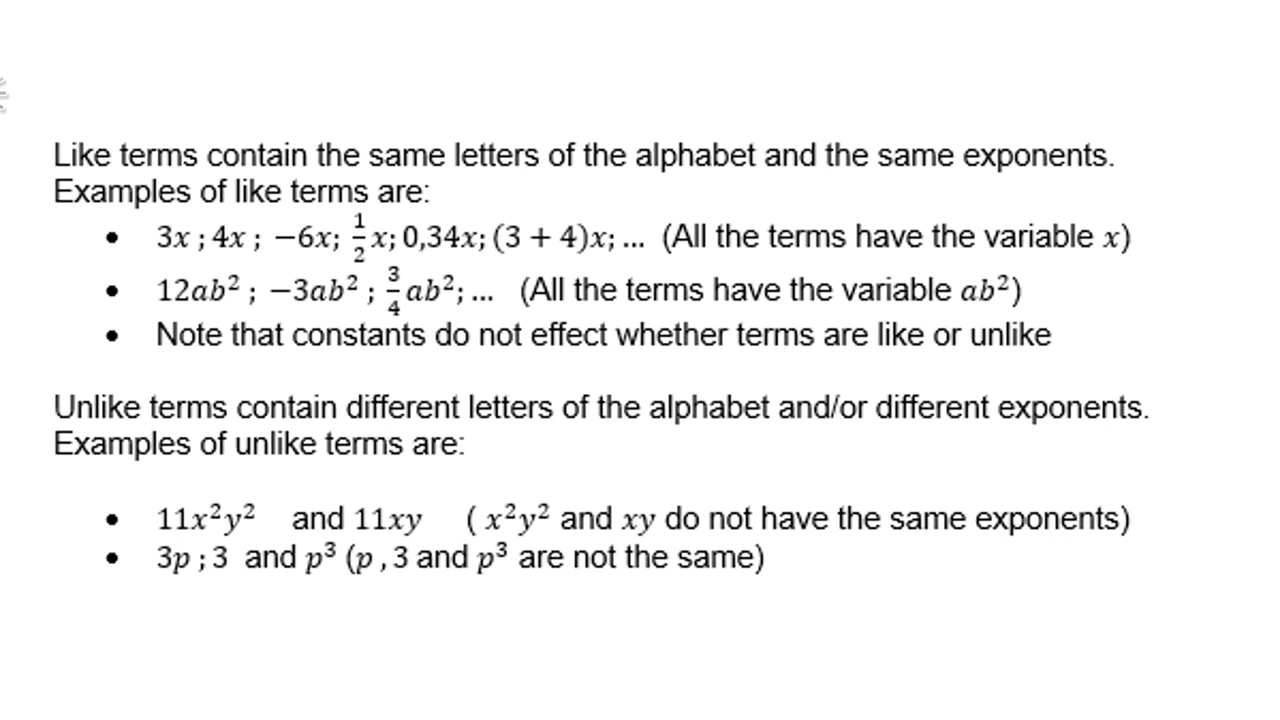 Like terms contain the same letters of the alphabet and the same exponents.
Examples of like terms are:
• 3x ; 4x ; −6x; 1/2 x; 0,34x; (3 + 4)x; ... (All the terms have the variable x)
• 12ab² ; −3ab² ; 3/4 ab²; ... (All the terms have the variable ab²)
• Note that constants do not effect whether terms are like or unlike
Unlike terms contain different letters of the alphabet and/or different exponents.
Examples of unlike terms are:
• 11x²y² and 11xy ( x²y² and xy do not have the same exponents)
• 3p ; 3 and p³ (p , 3 and p³ are not the same)